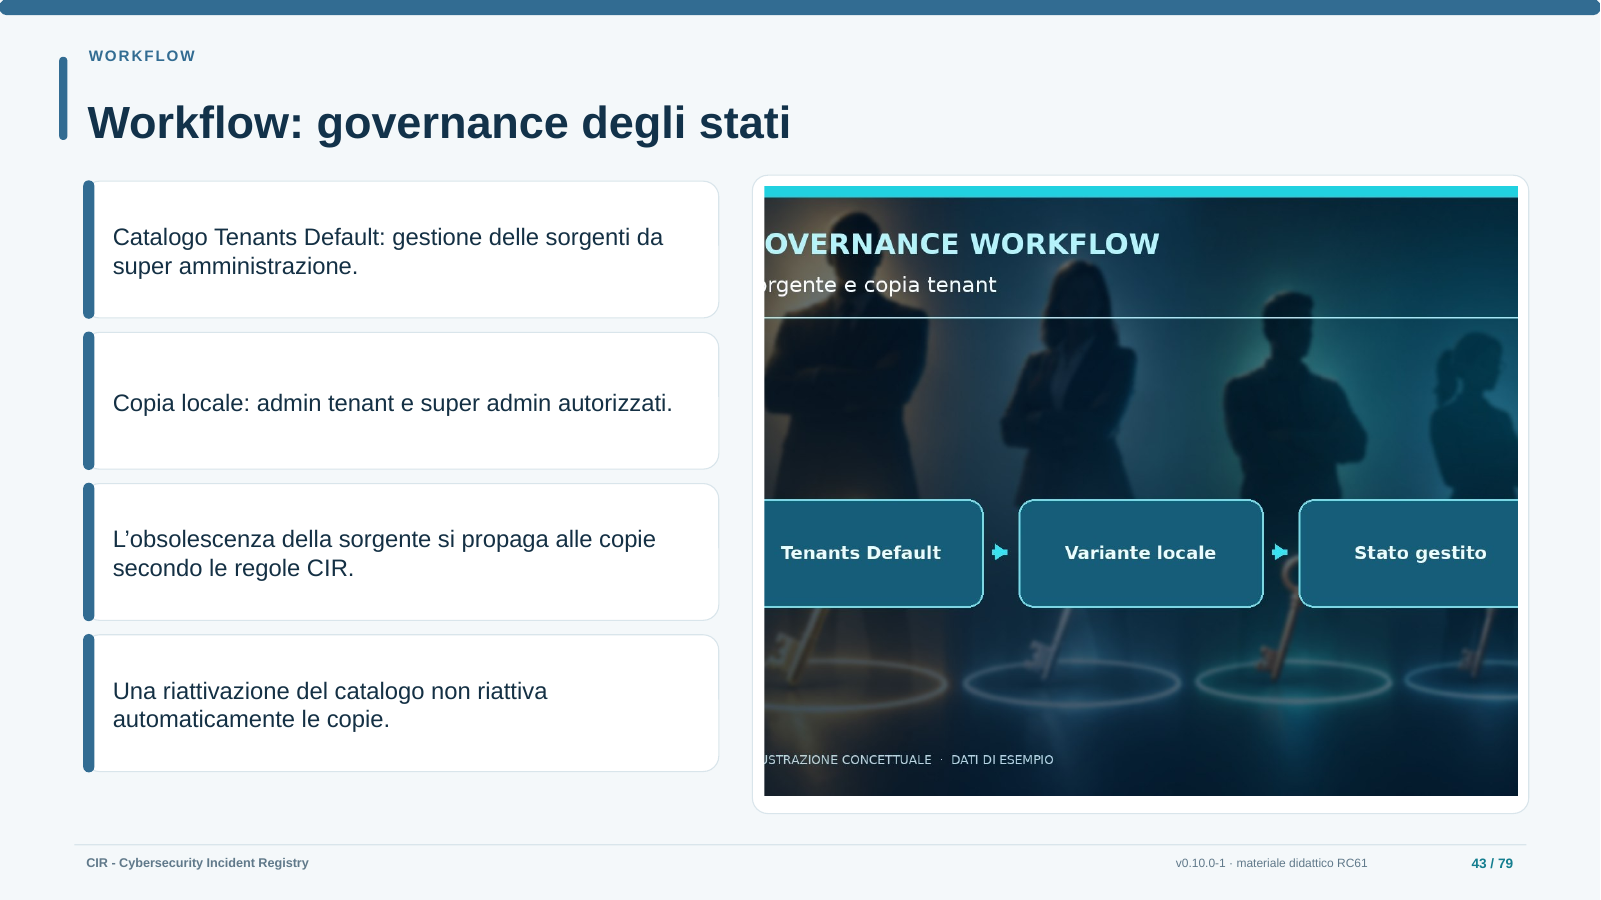 WORKFLOW
Workflow: governance degli stati
Catalogo Tenants Default: gestione delle sorgenti da
super amministrazione.
Copia locale: admin tenant e super admin autorizzati.
L’obsolescenza della sorgente si propaga alle copie
secondo le regole CIR.
Una riattivazione del catalogo non riattiva
automaticamente le copie.
OVERNANCE WORKFLOW
orgente e copia tenant
Tenants Default
Variante locale
Stato gestito
USTRAZIONE CONCETTUALE · DATI DI ESEMPIO
CIR - Cybersecurity Incident Registry
v0.10.0-1 · materiale didattico RC61
43 / 79